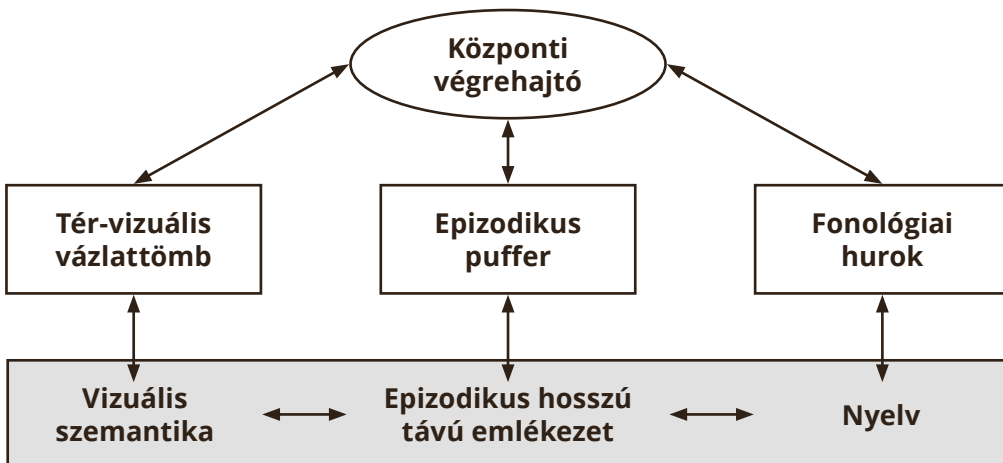 Központi
végrehajtó
Tér-vizuális
vázlattömb
Epizodikus
puffer
Fonológiai
hurok
Vizuális
szemantika
Epizodikus hosszú
távú emlékezet
Nyelv